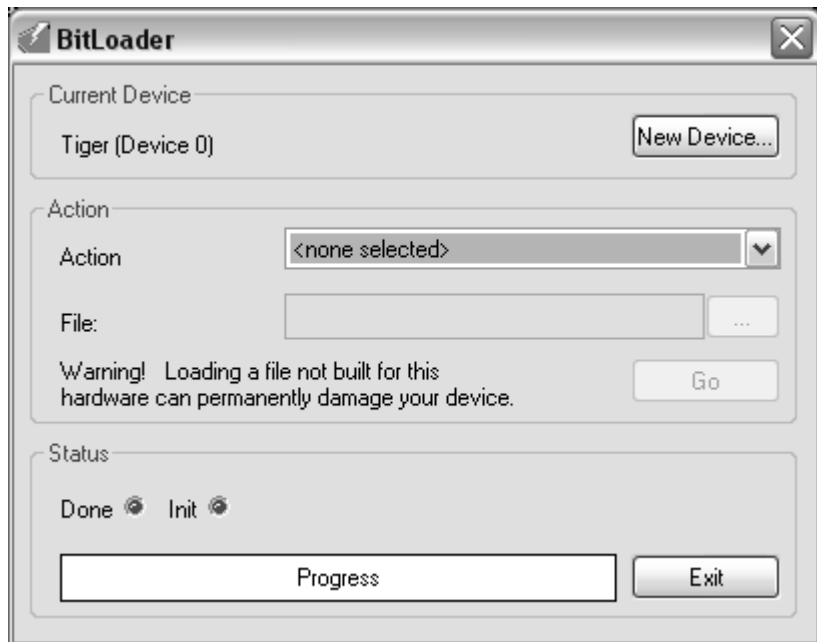 BitLoader
Current Device
Tiger (Device 0)
New Device...
Action
Action
<none selected>
File:
...
Warning!   Loading a file not built for this
hardware can permanently damage your device.
Go
Status
Done
Init
Progress
Exit